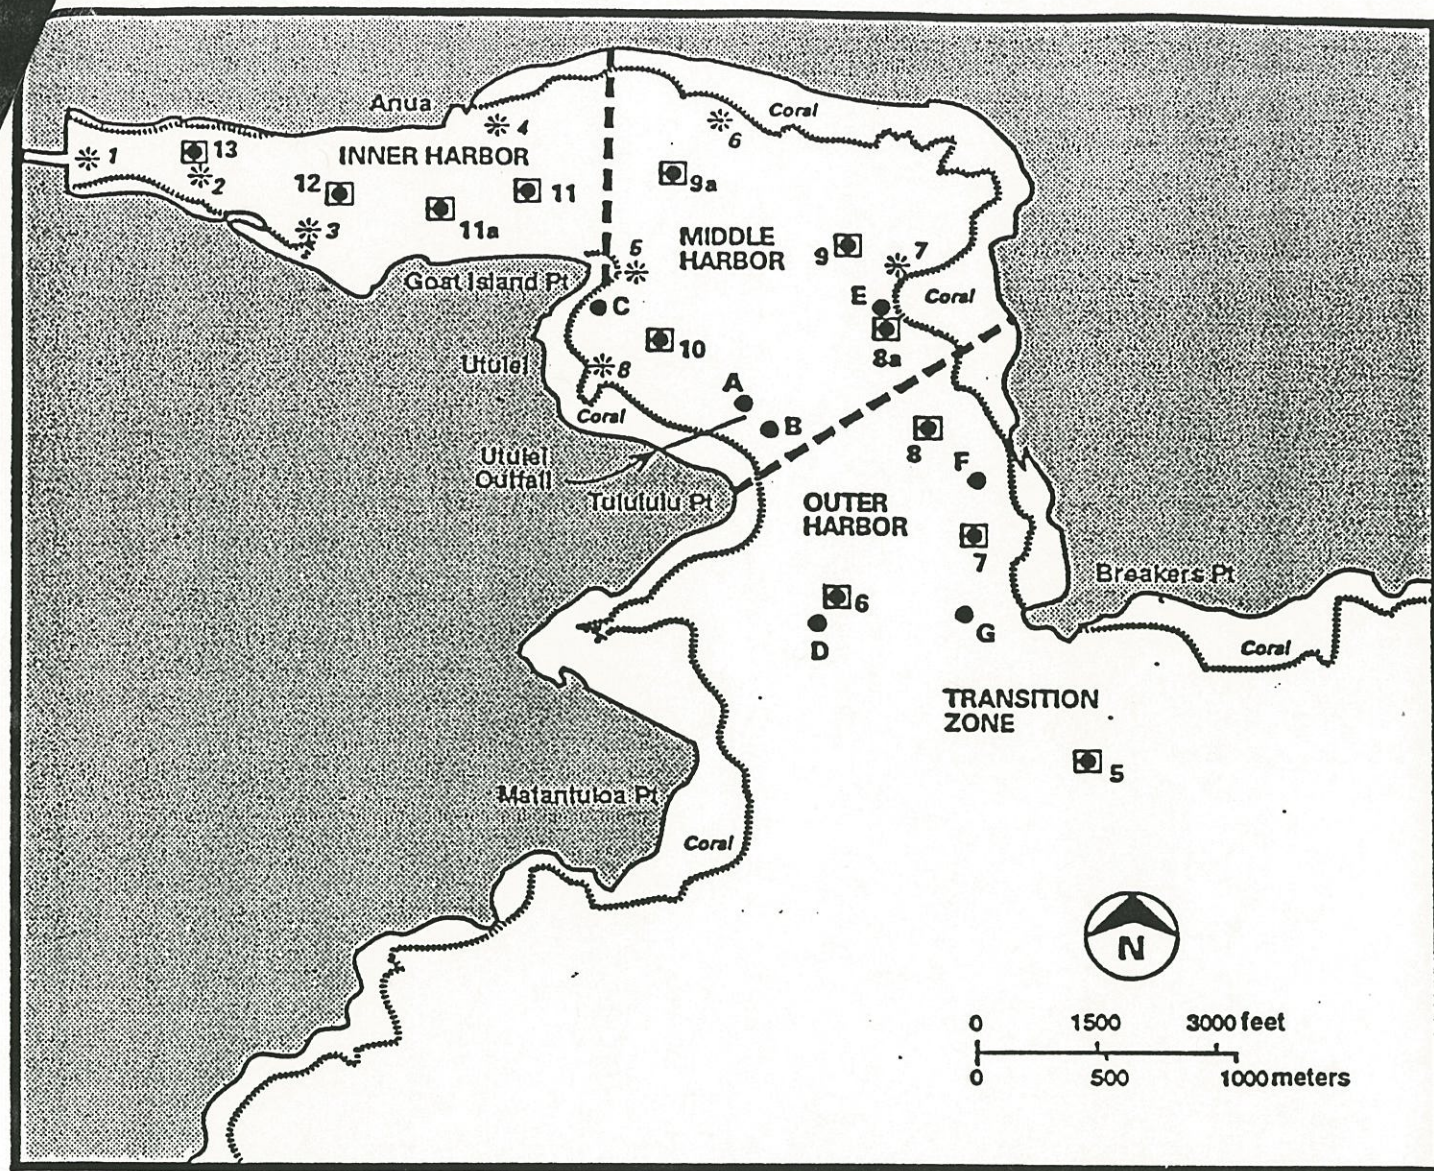 Coral
Anua
4
6
1
13
INNER HARBOR
2
12
11
9a
11a
3
MIDDLE
HARBOR
5
9
7
Goat Island Pt
C
E
Coral
10
8a
Utulei
8
A
Coral
B
8
Utulei
Outfall
F
Tulululu Pt
OUTER
HARBOR
7
Breakers Pt
6
D
G
Coral
TRANSITION
ZONE
5
Matantuloa Pt
Coral
N
0 1500 3000 feet
0 500 1000 meters